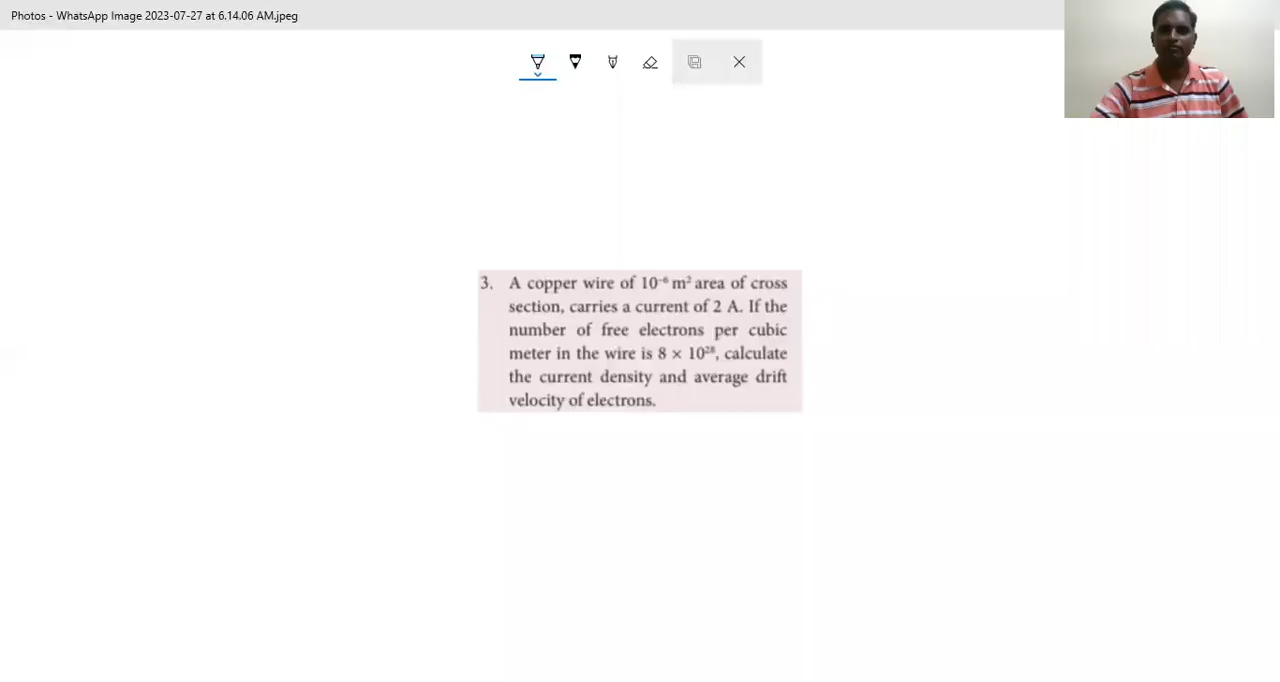 Photos - WhatsApp Image 2023-07-27 at 6.14.06 AM.jpeg
3. A copper wire of 10⁻⁶ m² area of cross
section, carries a current of 2 A. If the
number of free electrons per cubic
meter in the wire is 8 × 10²⁸, calculate
the current density and average drift
velocity of electrons.